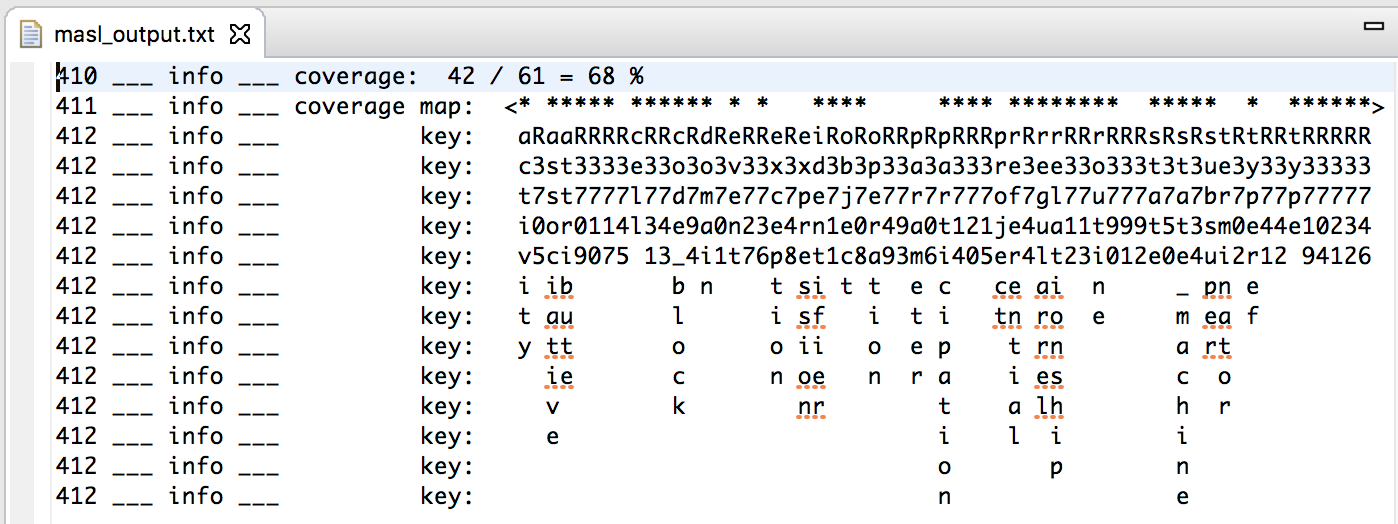 masl_output.txt
410 ___ info ___ coverage:  42 / 61 = 68 %
411 ___ info ___ coverage map:  <* ***** ****** * *   ****     **** ********  *****  *  ******>
412 ___ info ___          key:   aRaaRRRRcRRcRdReRReReiRoRoRRpRpRRRprRrrRRrRRRsRsRstRtRRtRRRRR
412 ___ info ___          key:   c3st3333e33o3o3v33x3xd3b3p33a3a333re3ee33o333t3t3ue3y33y33333
412 ___ info ___          key:   t7st7777l77d7m7e77c7pe7j7e77r7r777of7gl77u777a7a7br7p77p77777
412 ___ info ___          key:   i0or0114l34e9a0n23e4rn1e0r49a0t121je4ua11t999t5t3sm0e44e10234
412 ___ info ___          key:   v5ci9075 13_4i1t76p8et1c8a93m6i405er4lt23i012e0e4ui2r12 94126
412 ___ info ___          key:   i ib       b n    t si t t  e c   ce ai  n     _ pn e
412 ___ info ___          key:   t au       l      i sf i t  i     tn ro  e     m ea f
412 ___ info ___          key:   y tt       o      o ii   o  e p    t rn        a rt
412 ___ info ___          key:     ie       c      n oe   n  r a    i es        c  o
412 ___ info ___          key:     v        k        nr       t    a lh        h  r
412 ___ info ___          key:     e                          i    l  i        i
412 ___ info ___          key:                                o       p        n
412 ___ info ___          key:                                n                e